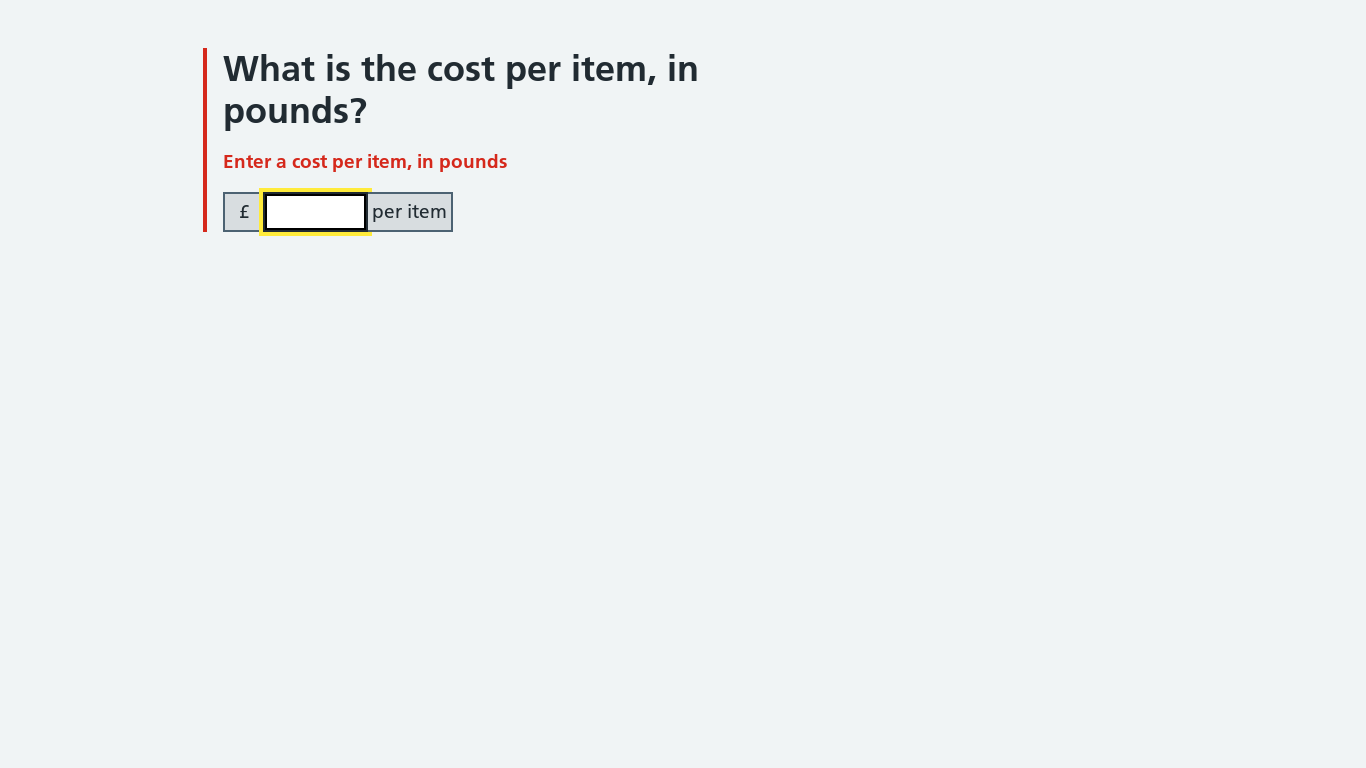 What is the cost per item, in
pounds?
Enter a cost per item, in pounds
£ per item